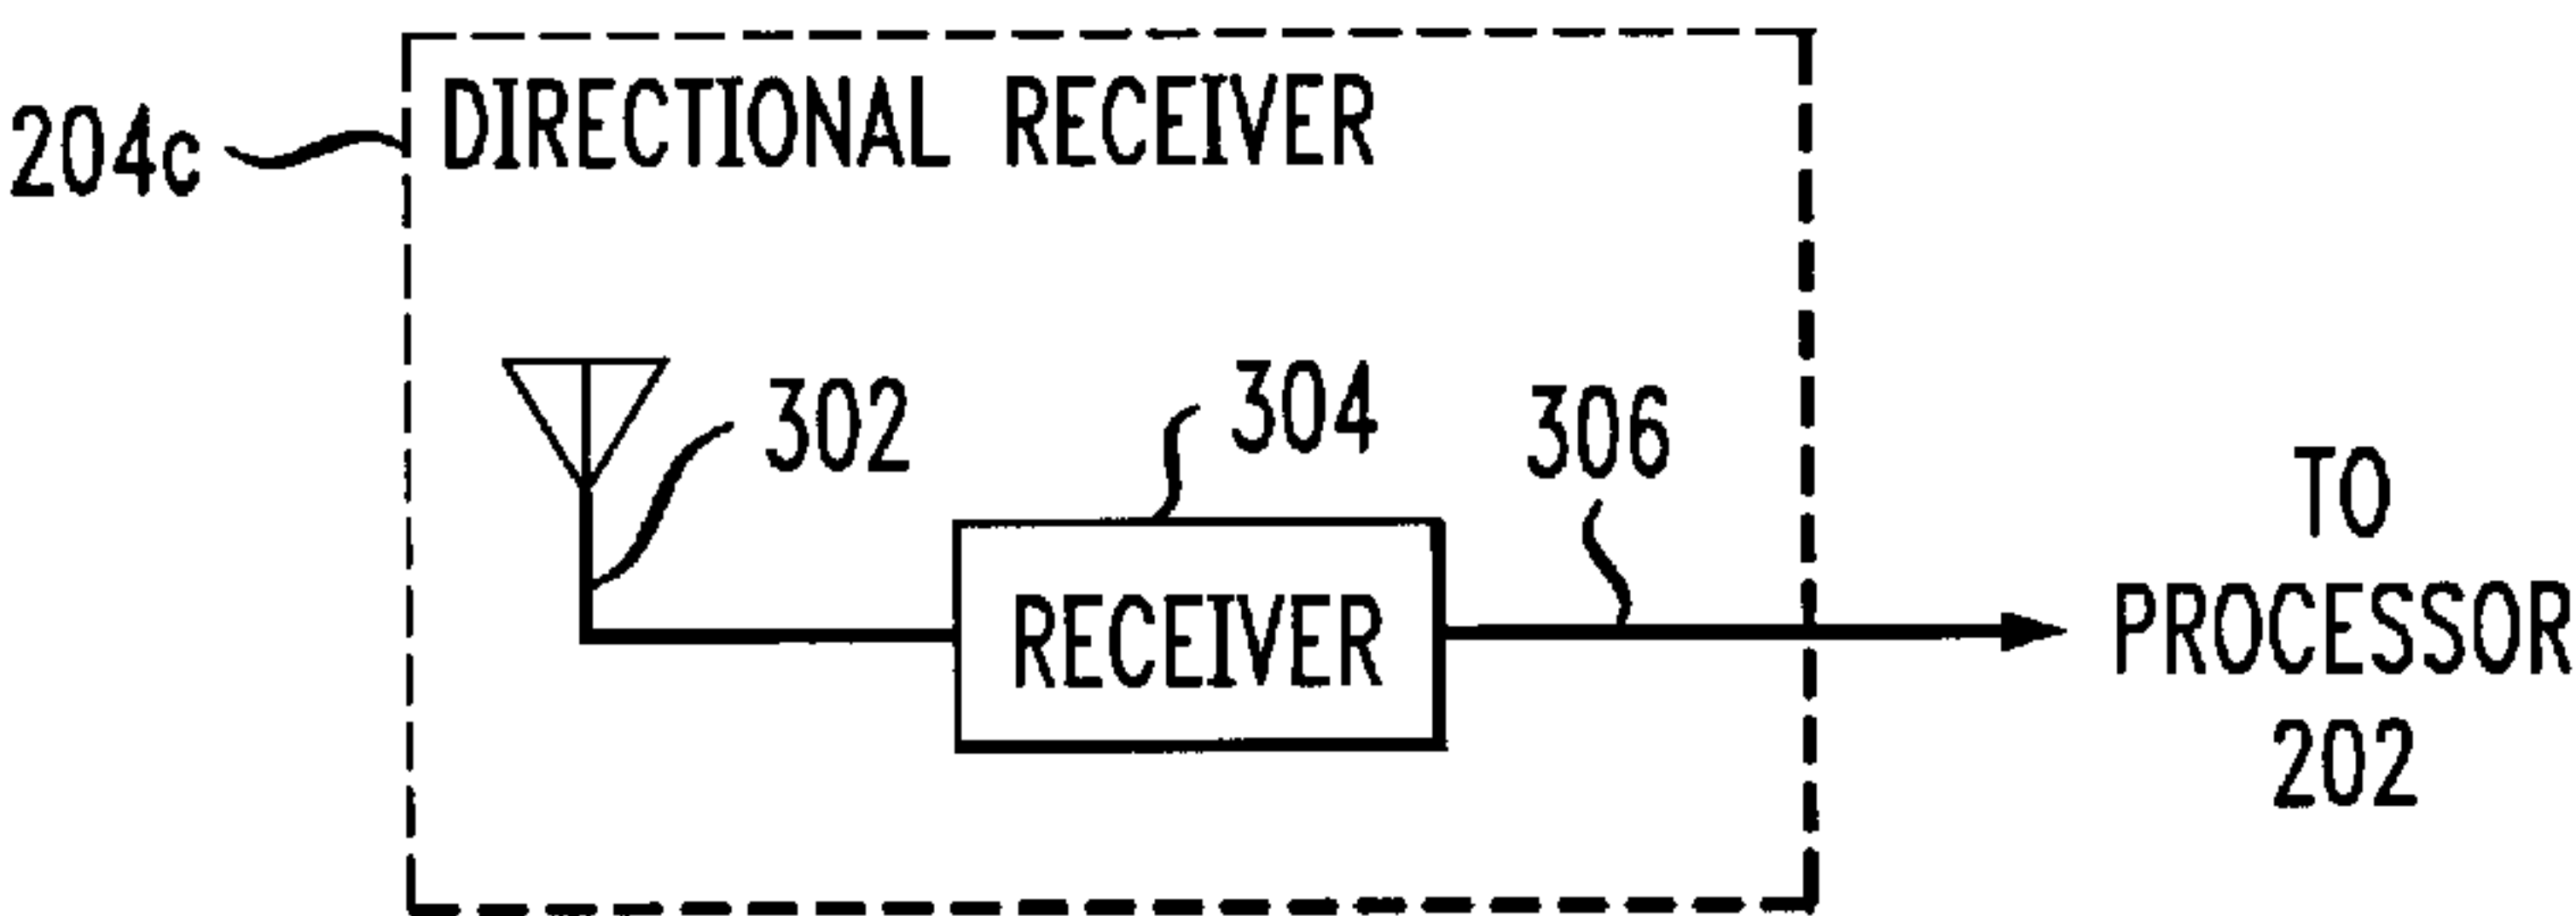 204c
DIRECTIONAL RECEIVER
302
304
306
RECEIVER
TO
PROCESSOR
202